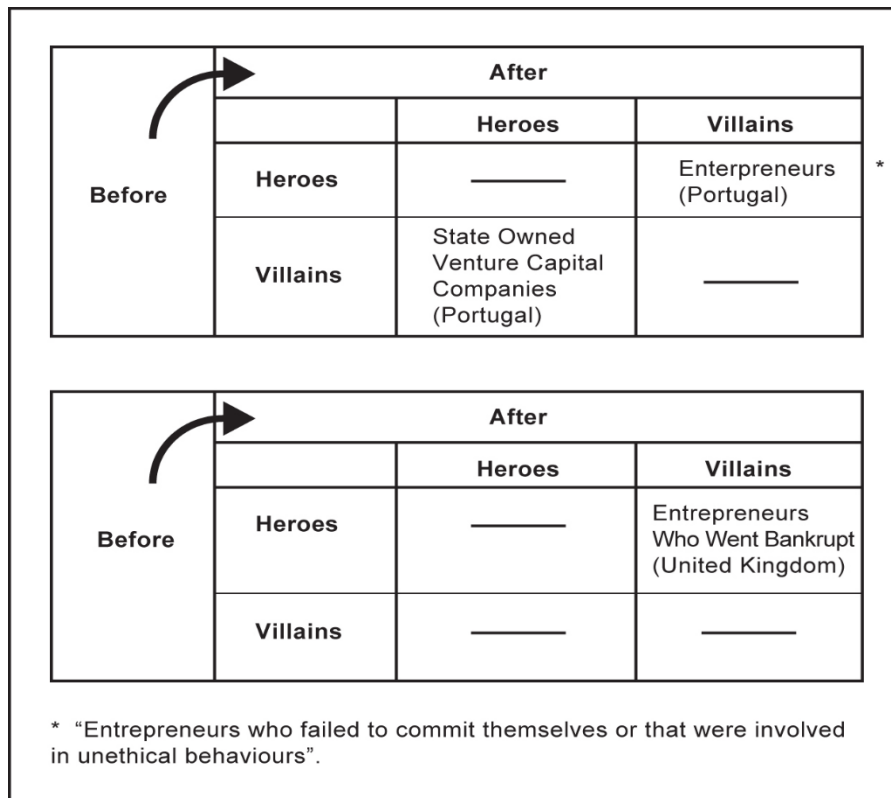 After
Heroes
Villains
Before
Heroes
Enterpreneurs
(Portugal)
*
Villains
State Owned
Venture Capital
Companies
(Portugal)
After
Heroes
Villains
Before
Heroes
Entrepreneurs
Who Went Bankrupt
(United Kingdom)
Villains
* “Entrepreneurs who failed to commit themselves or that were involved
in unethical behaviours”.